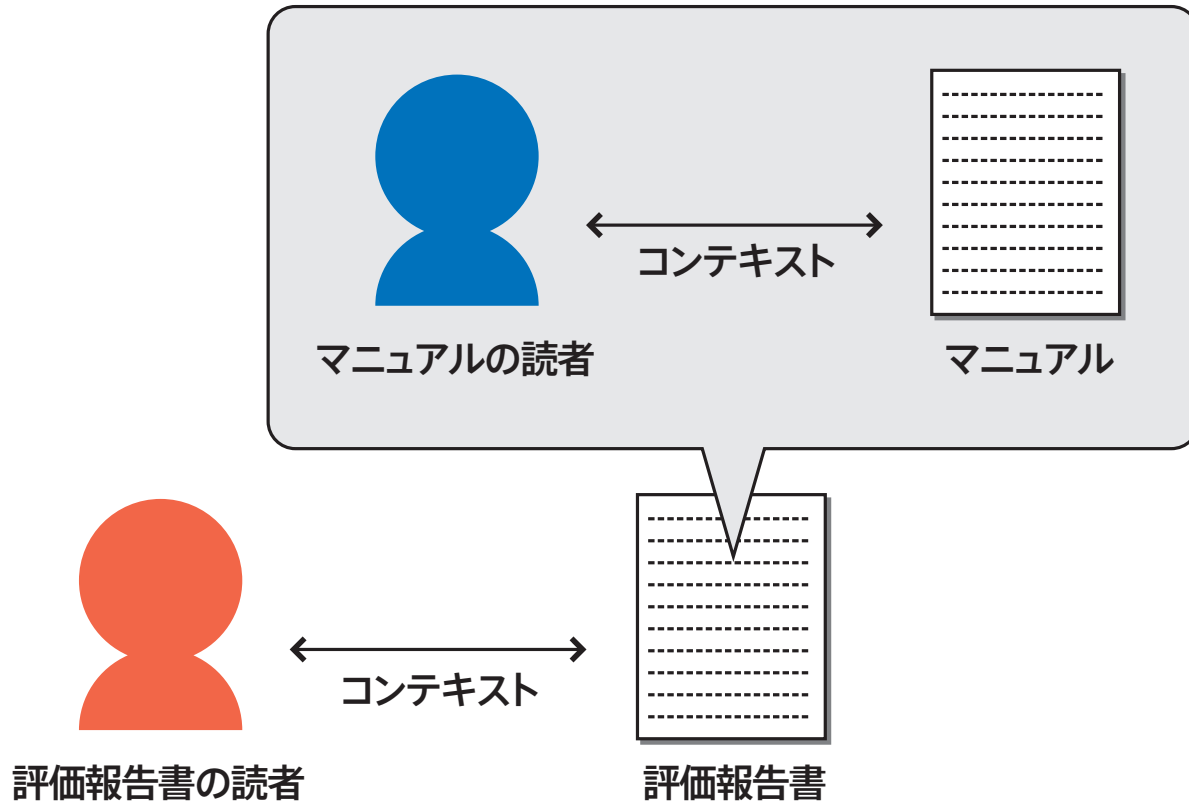 コンテキスト
マニュアルの読者
マニュアル
コンテキスト
評価報告書の読者
評価報告書